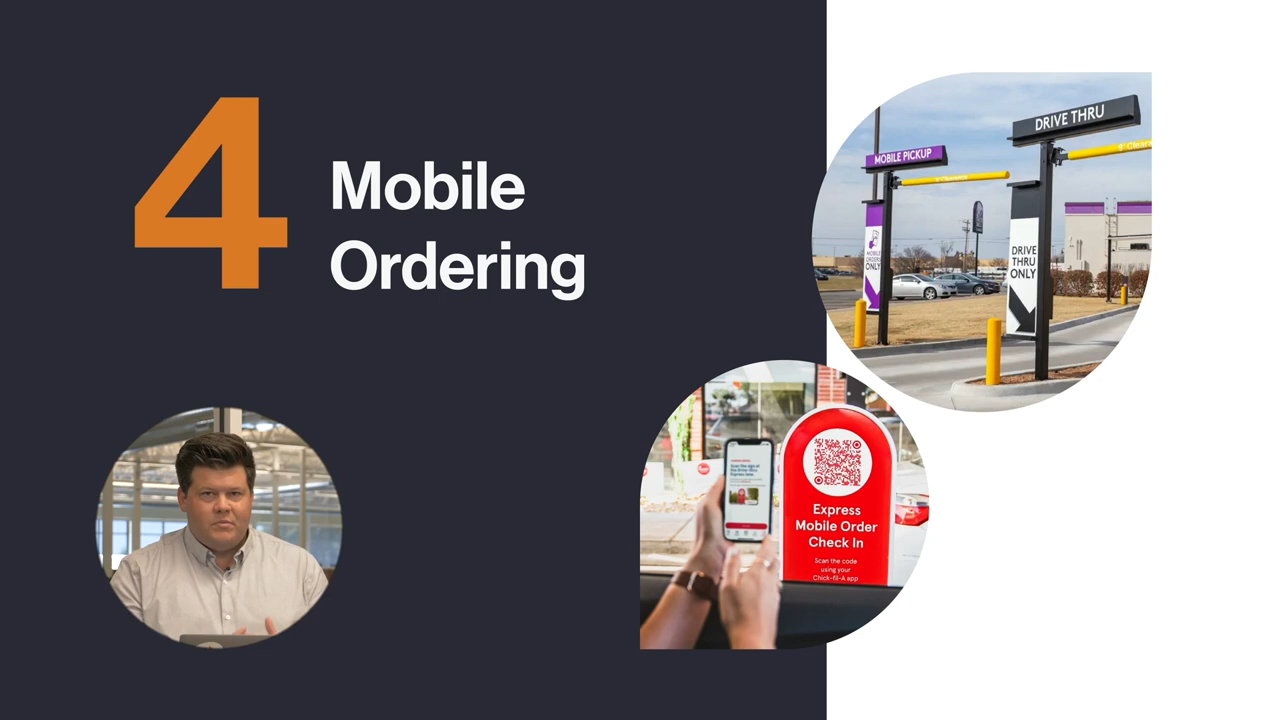 4
Mobile
Ordering
MOBILE PICKUP
DRIVE THRU
MOBILE
ORDERS
ONLY
DRIVE
THRU
ONLY
Express
Mobile Order
Check In
Scan the code
using your
Chick-fil-A app